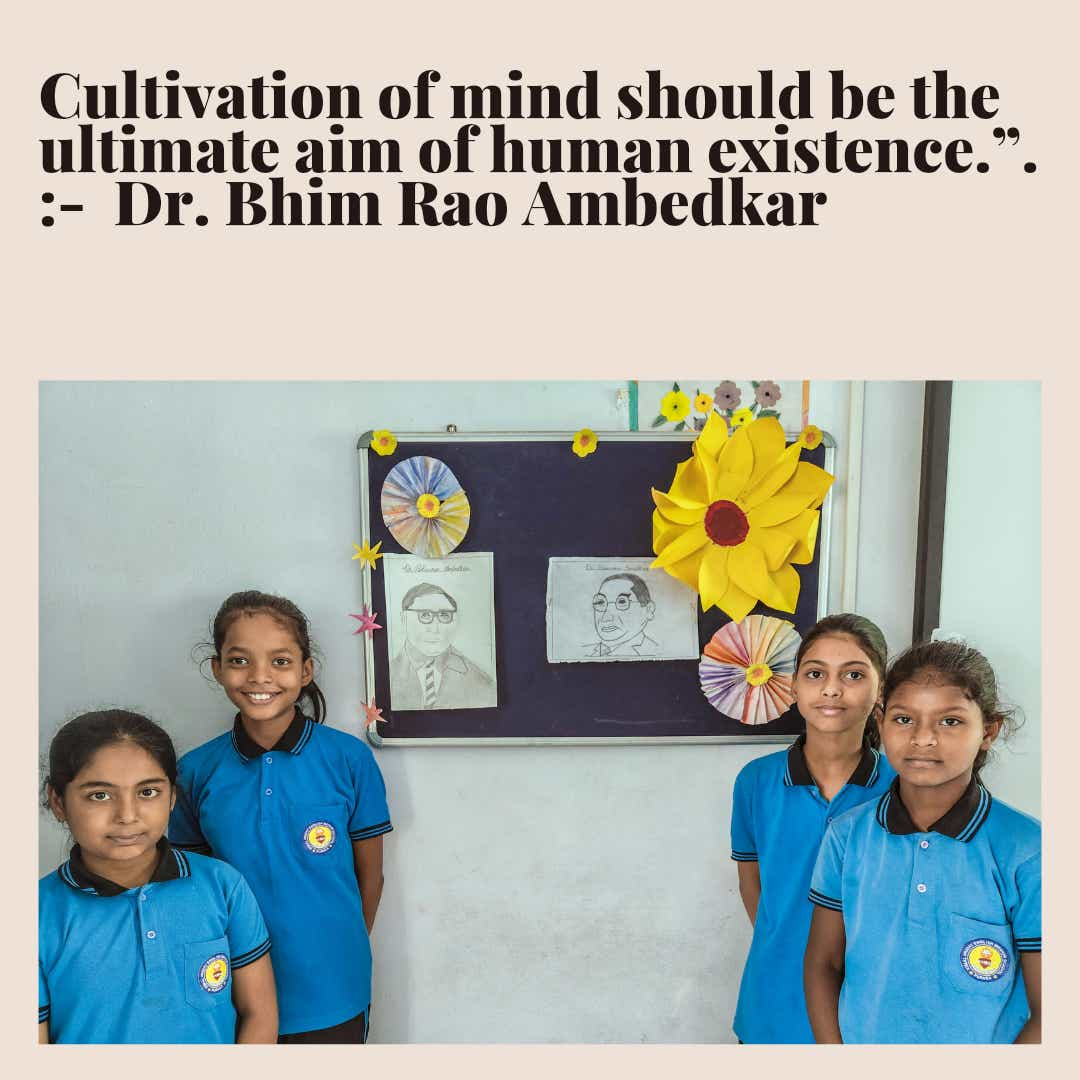 Cultivation of mind should be the
ultimate aim of human existence.”.
:- Dr. Bhim Rao Ambedkar